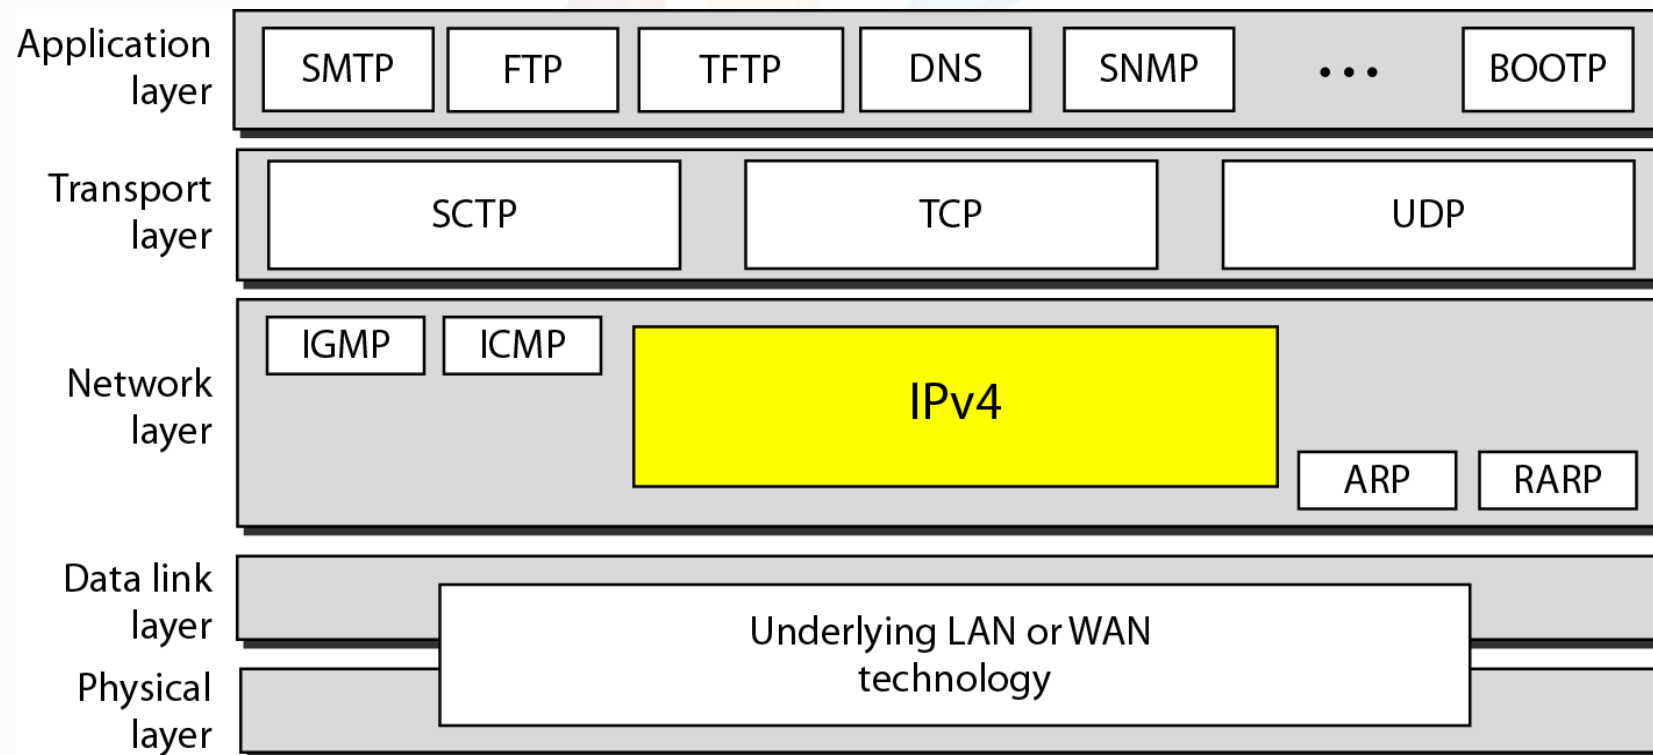 Application
layer
SMTP
FTP
TFTP
DNS
SNMP
...
BOOTP
Transport
layer
SCTP
TCP
UDP
Network
layer
IGMP
ICMP
IPv4
ARP
RARP
Data link
layer
Underlying LAN or WAN
technology
Physical
layer